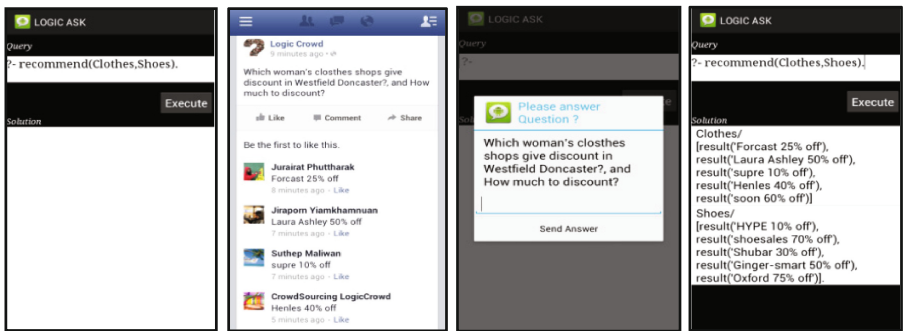 LOGIC ASK
Query
?- recommend(Clothes,Shoes).
Execute
Solution
Logic Crowd
9 minutes ago
Which woman's closthes shops give
discount in Westfield Doncaster?, and How
much to discount?
Like Comment Share
Be the first to like this.
Jurairat Phuttharak
Forcast 25% off
8 minutes ago - Like
Jiraporn Yiamkhamnuan
Laura Ashley 50% off
7 minutes ago - Like
Suthep Maliwan
supre 10% off
7 minutes ago - Like
CrowdSourcing LogicCrowd
Henles 40% off
5 minutes ago - Like
LOGIC ASK
Query
?-
Please answer
Question ?
Which woman's closthes
shops give discount in
Westfield Doncaster?, and
How much to discount?
Send Answer
LOGIC ASK
Query
?- recommend(Clothes,Shoes).
Execute
Solution
Clothes/
[result('Forcast 25% off'),
result('Laura Ashley 50% off'),
result('supre 10% off'),
result('Henles 40% off'),
result('soon 60% off')]
Shoes/
[result('HYPE 10% off'),
result('shoesales 70% off'),
result('Shubar 30% off'),
result('Ginger-smart 50% off'),
result('Oxford 75% off')].